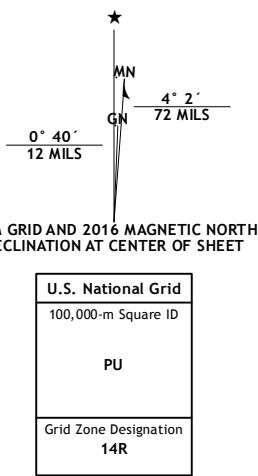 ★
MN
GN
4° 2´
72 MILS
0° 40´
12 MILS
GRID AND 2016 MAGNETIC NORTH
CLINATION AT CENTER OF SHEET
U.S. National Grid
100,000-m Square ID
PU
Grid Zone Designation
14R